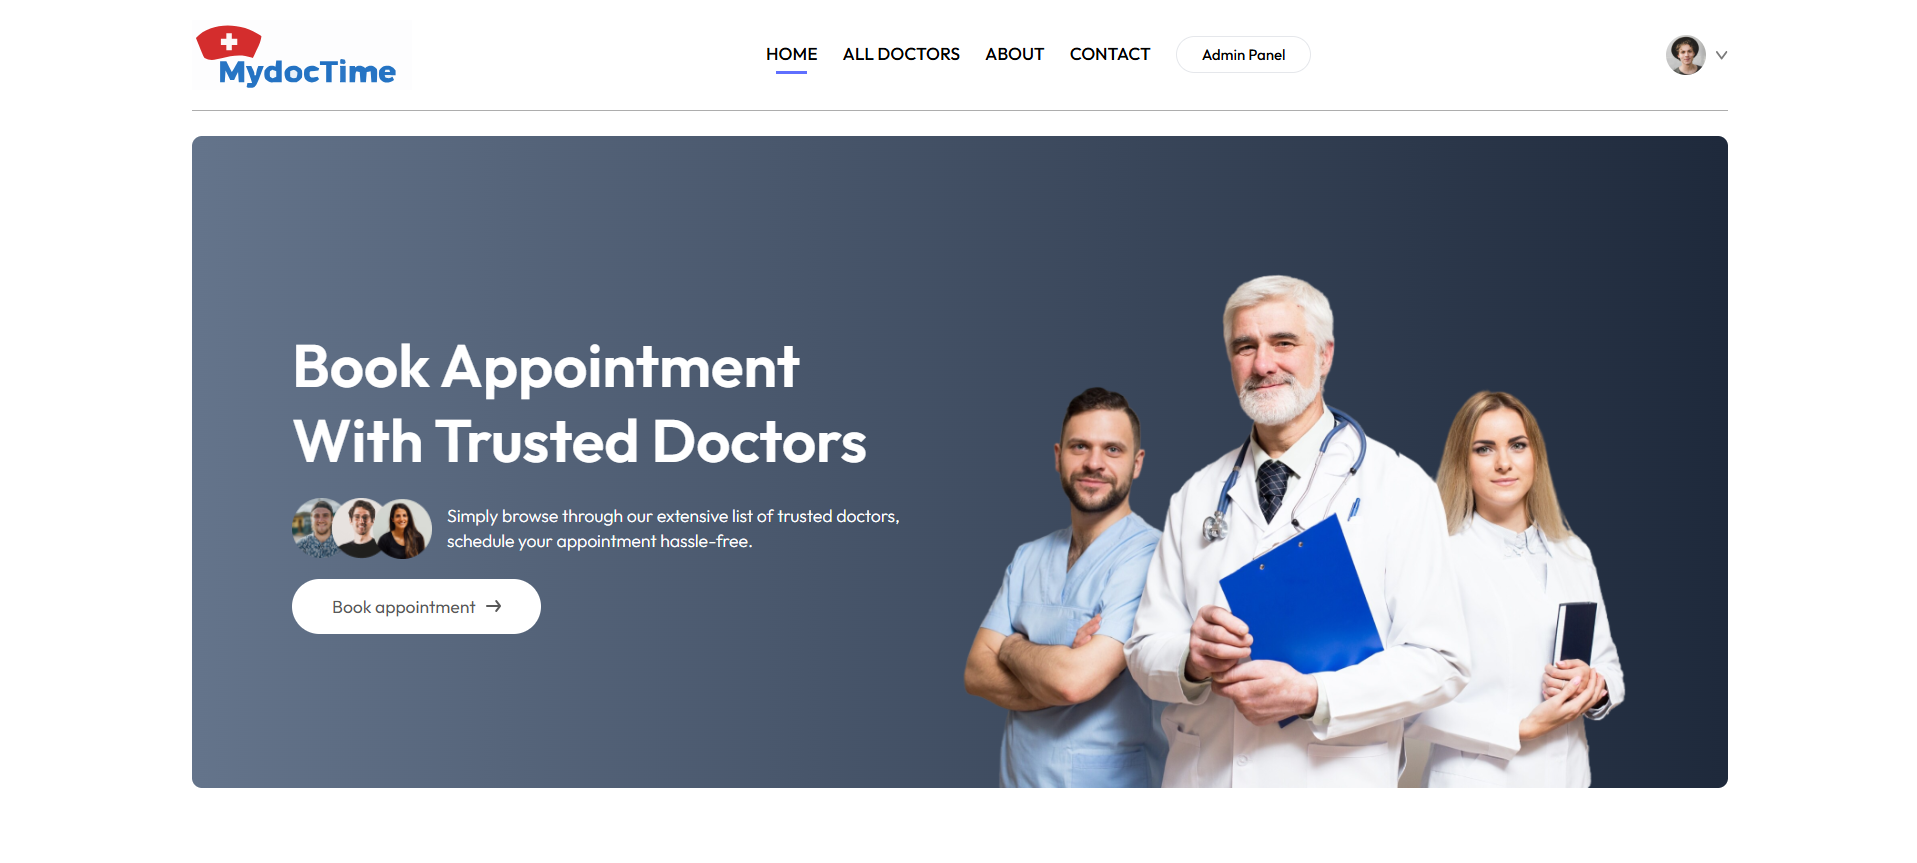 MydocTime
HOME
ALL DOCTORS
ABOUT
CONTACT
Admin Panel
Book Appointment
With Trusted Doctors
Simply browse through our extensive list of trusted doctors,
schedule your appointment hassle-free.
Book appointment →